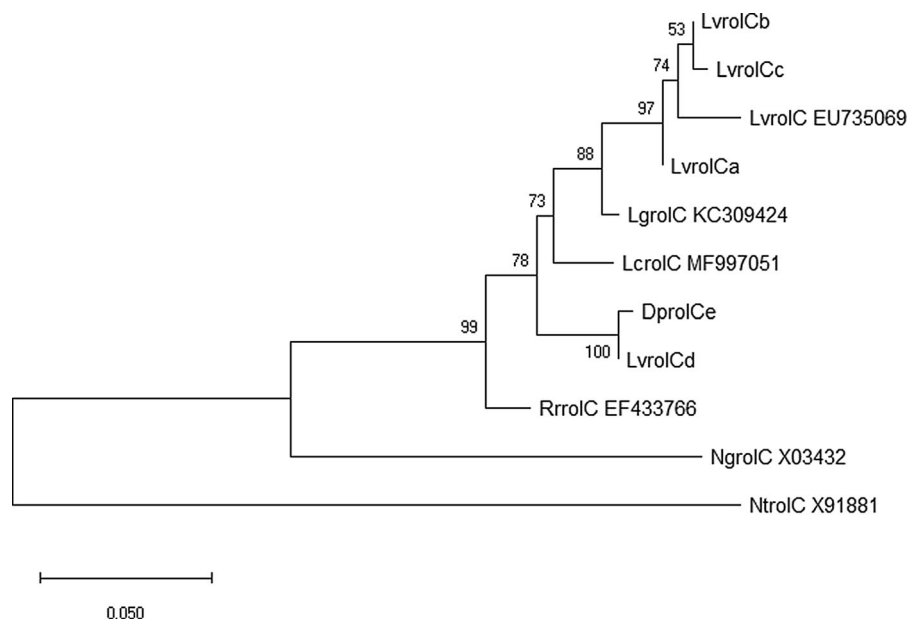 LvrolCb
53
LvrolCc
74
LvrolC EU735069
97
LvrolCa
88
LgrolC KC309424
73
LcrolC MF997051
78
DprolCe
100
LvrolCd
99
RrrolC EF433766
NgrolC X03432
NtrolC X91881
0.050